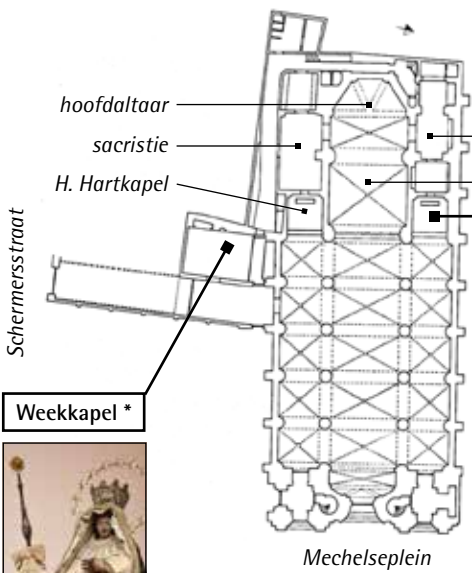 hoofdaltaar
sacristie
H. Hartkapel
Schermersstraat
Weekkapel *
Mechelseplein